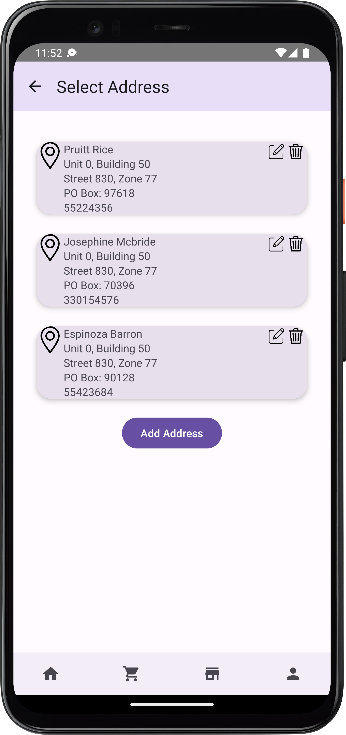 11:52
Select Address
Pruitt Rice
Unit 0, Building 50
Street 830, Zone 77
PO Box: 97618
55224356
Josephine Mcbride
Unit 0, Building 50
Street 830, Zone 77
PO Box: 70396
330154576
Espinoza Barron
Unit 0, Building 50
Street 830, Zone 77
PO Box: 90128
55423684
Add Address